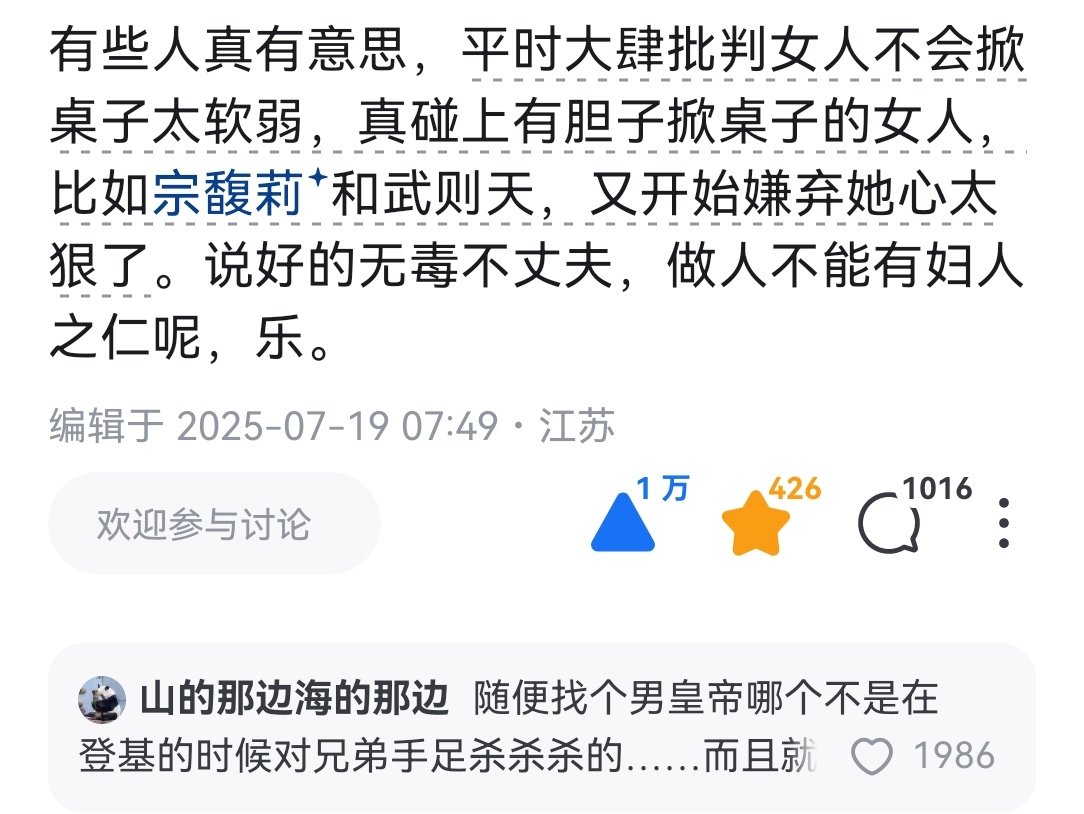 有些人真有意思，平时大肆批判女人不会掀
桌子太软弱，真碰上有胆子掀桌子的女人，
比如宗馥莉和武则天，又开始嫌弃她心太
狠了。说好的无毒不丈夫，做人不能有妇人
之仁呢，乐。
编辑于 2025-07-19 07:49・江苏
欢迎参与讨论
1 万
426
1016
山的那边海的那边 随便找个男皇帝哪个不是在
登基的时候对兄弟手足杀杀杀的……而且就
1986